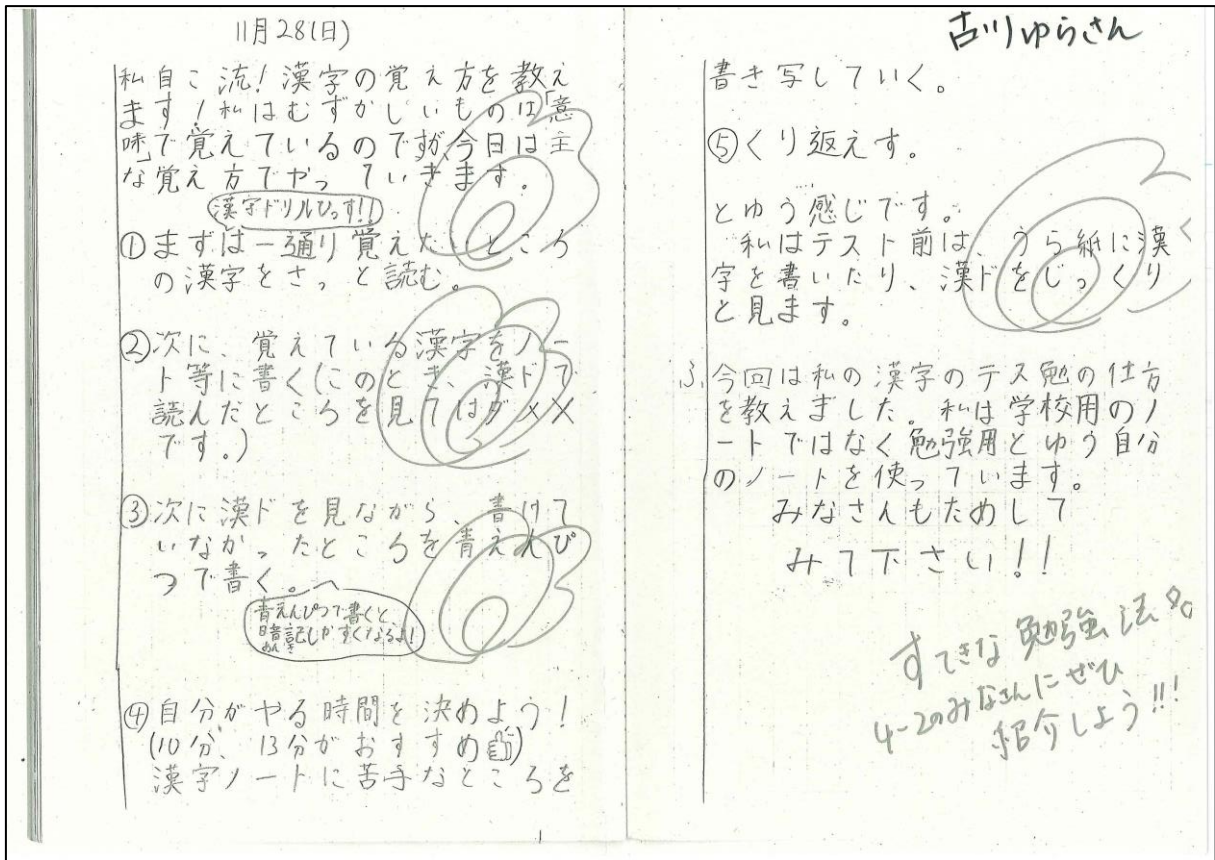 11月28(日)
私自こ流！漢字の覚え方を教え
ます！私はむずかしいものは「意
味」で覚えているのですが、今日は主
な覚え方でやっていきます。
漢字ドリルひっす!!
①まずは一通り覚えたいところ
の漢字をさっと読む。
②次に、覚えている漢字をノー
ト等に書く(このとき、漢ドで
読んだところを見てはダメ×
です。)
③次に漢ドを見ながら、書けて
いなかったところを青えんぴ
つで書く。
青えんぴつで書くと
暗記しやすくなるよ！
あんき
④自分がやる時間を決めよう！
(10分、13分がおすすめ)
漢字ノートに苦手なところを
古川ゆらさん
書き写していく。
⑤くり返えす。
とゆう感じです。
私はテスト前は、うら紙に漢
字を書いたり、漢ドをじっくり
と見ます。
ふ,今回は私の漢字のテス勉の仕方
を教えました。私は学校用のノ
ートではなく勉強用とゆう自分
のノートを使っています。
みなさんもためして
みて下さい!!
すてきな勉強法
4-2のみなさんにぜひ
紹介しよう!!!